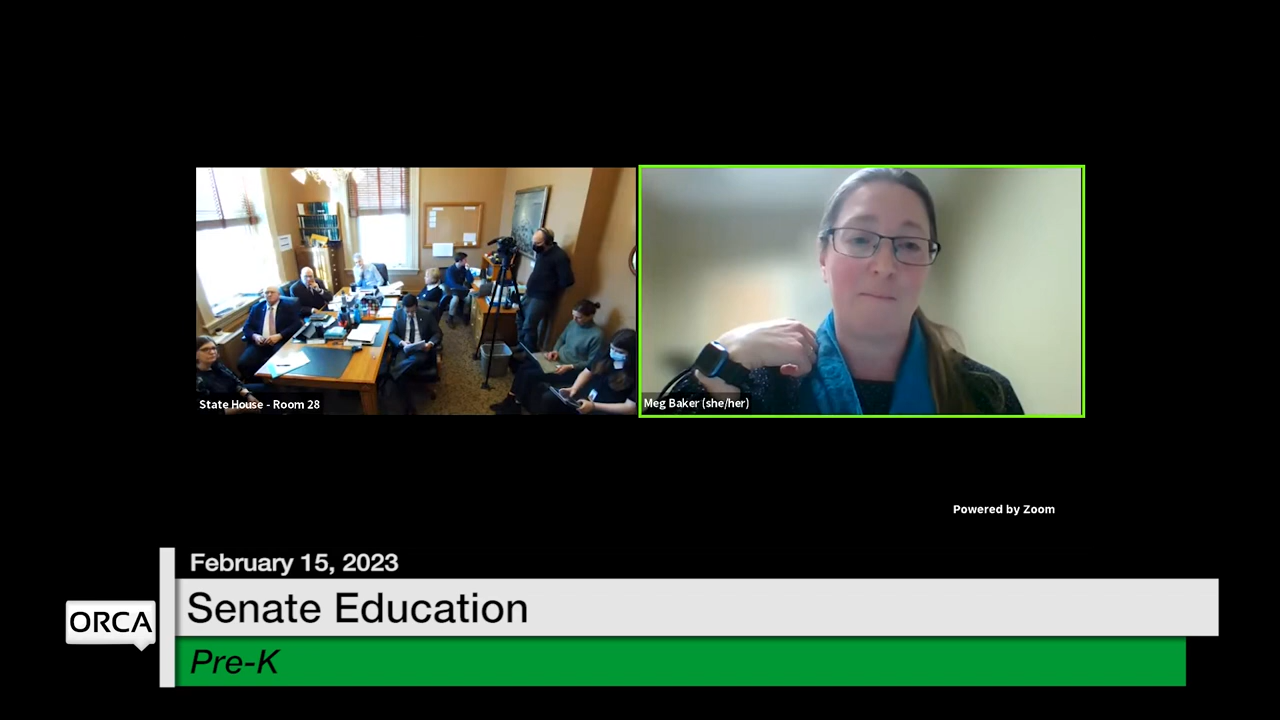 State House - Room 28
Meg Baker (she/her)
Powered by Zoom
February 15, 2023
Senate Education
ORCA
Pre-K